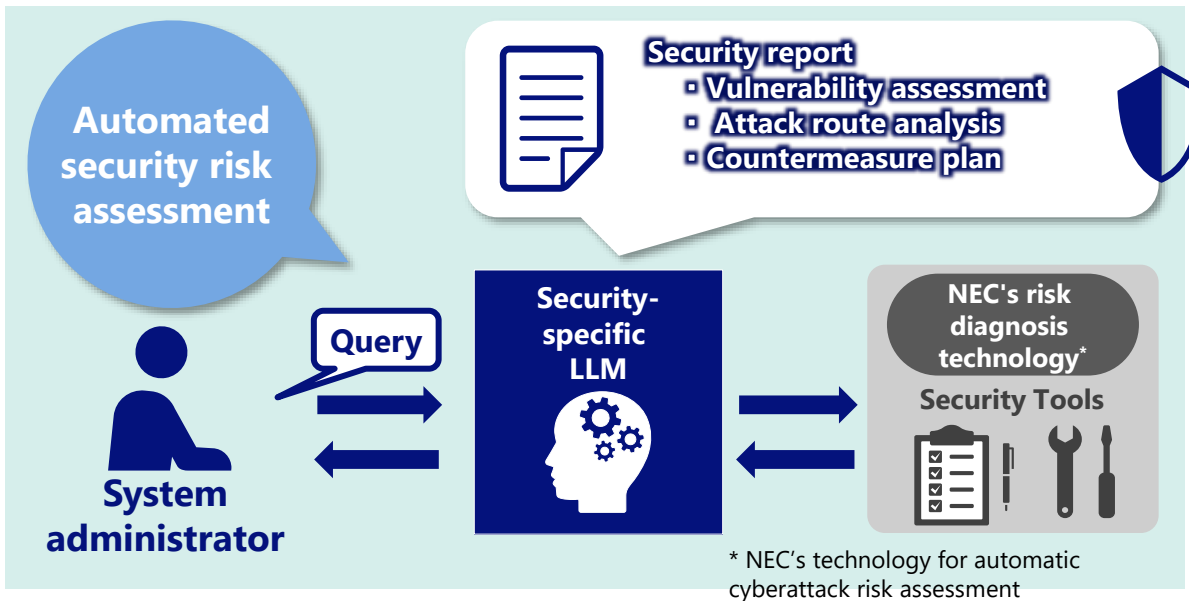 Automated
security risk
assessment
Security report
▪ Vulnerability assessment
▪ Attack route analysis
▪ Countermeasure plan
Query
Security-
specific
LLM
NEC's risk
diagnosis
technology*
Security Tools
System
administrator
* NEC’s technology for automatic
cyberattack risk assessment